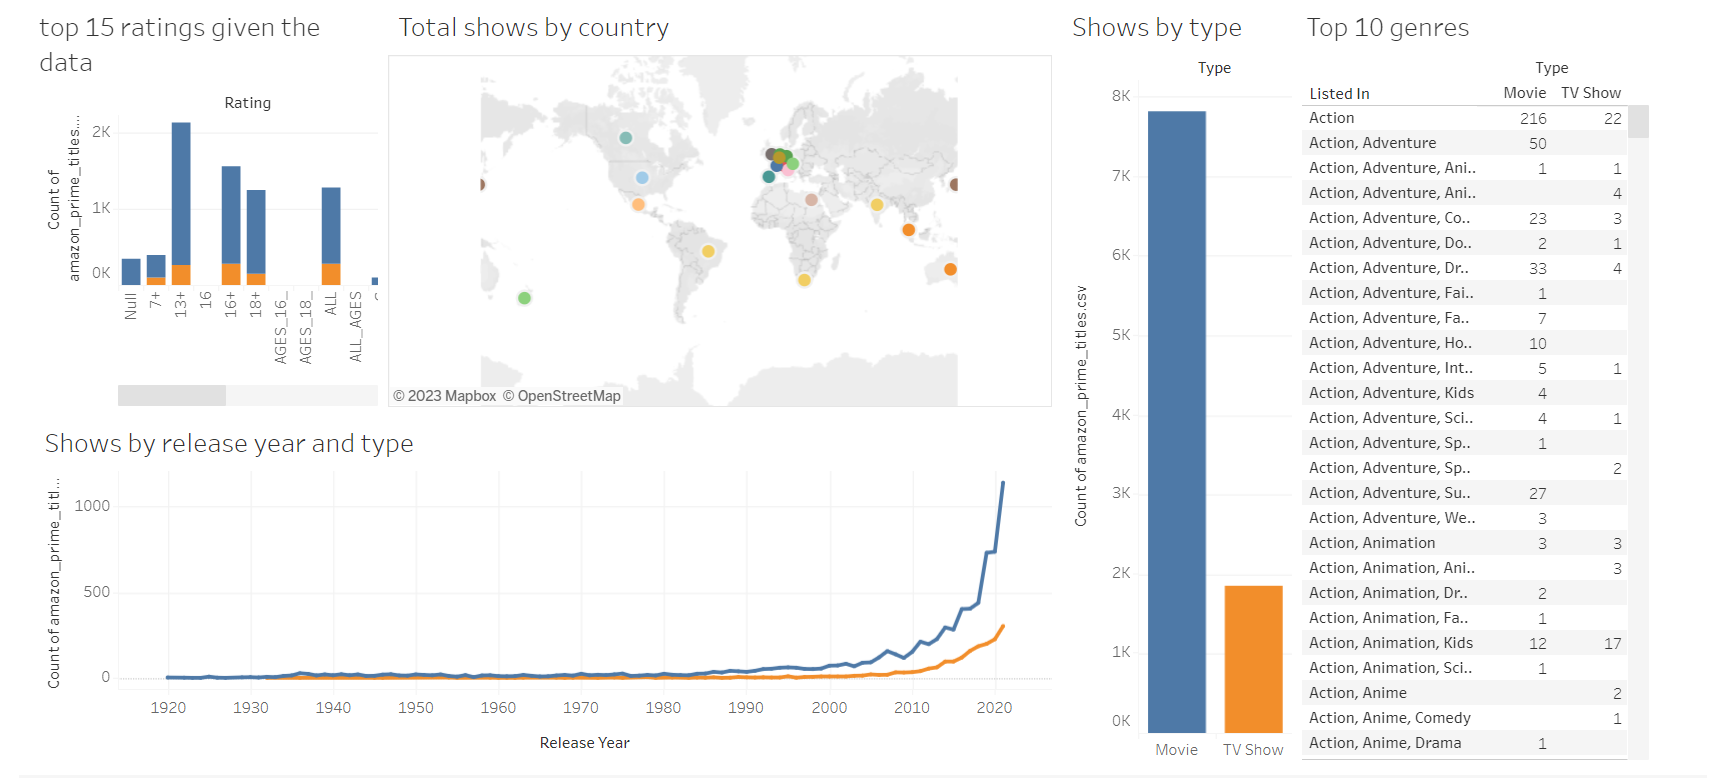 top 15 ratings given the
data
Rating
Count of
amazon_prime_titles....
2K
1K
0K
Null
7+
13+
16
16+
18+
AGES_16_
AGES_18_
ALL
ALL_AGES
Total shows by country
© 2023 Mapbox © OpenStreetMap
Shows by release year and type
Count of amazon_prime_titl...
1000
500
0
1920
1930
1940
1950
1960
1970
1980
1990
2000
2010
2020
Release Year
Shows by type
Type
Count of amazon_prime_titles.csv
8K
7K
6K
5K
4K
3K
2K
1K
0K
Movie
TV Show
Top 10 genres
Type
Listed In Movie TV Show
Action 216 22
Action, Adventure 50
Action, Adventure, Ani.. 1 1
Action, Adventure, Ani.. 4
Action, Adventure, Co.. 23 3
Action, Adventure, Do.. 2 1
Action, Adventure, Dr.. 33 4
Action, Adventure, Fai.. 1
Action, Adventure, Fa.. 7
Action, Adventure, Ho.. 10
Action, Adventure, Int.. 5 1
Action, Adventure, Kids 4
Action, Adventure, Sci.. 4 1
Action, Adventure, Sp.. 1
Action, Adventure, Sp.. 2
Action, Adventure, Su.. 27
Action, Adventure, We.. 3
Action, Animation 3 3
Action, Animation, Ani.. 3
Action, Animation, Dr.. 2
Action, Animation, Fa.. 1
Action, Animation, Kids 12 17
Action, Animation, Sci.. 1
Action, Anime 2
Action, Anime, Comedy 1
Action, Anime, Drama 1